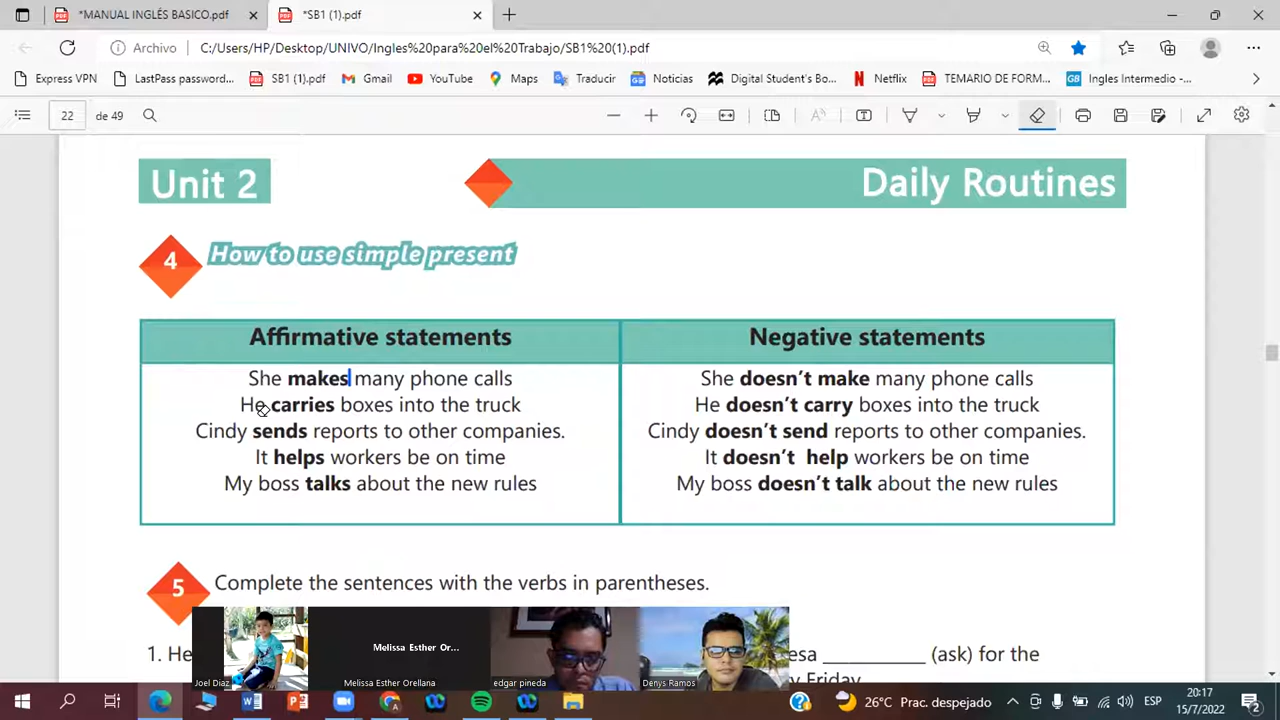 *MANUAL INGLÉS BASICO.pdf
*SB1 (1).pdf
Archivo
C:/Users/HP/Desktop/UNIVO/Ingles%20para%20el%20Trabajo/SB1%20(1).pdf
Express VPN
LastPass password...
SB1 (1).pdf
Gmail
YouTube
Maps
Traducir
Noticias
Digital Student's Bo...
Netflix
TEMARIO DE FORM...
Ingles Intermedio -...
22 de 49
Unit 2
Daily Routines
4
How to use simple present
Affirmative statements
She makes many phone calls
He carries boxes into the truck
Cindy sends reports to other companies.
It helps workers be on time
My boss talks about the new rules
Negative statements
She doesn't make many phone calls
He doesn't carry boxes into the truck
Cindy doesn't send reports to other companies.
It doesn't help workers be on time
My boss doesn't talk about the new rules
5
Complete the sentences with the verbs in parentheses.
1. He
esa __________ (ask) for the
y Friday.
Melissa Esther Or...
Joel Diaz
Melissa Esther Orellana
edgar pineda
Denys Ramos
26°C Prac. despejado
ESP
20:17
15/7/2022
2